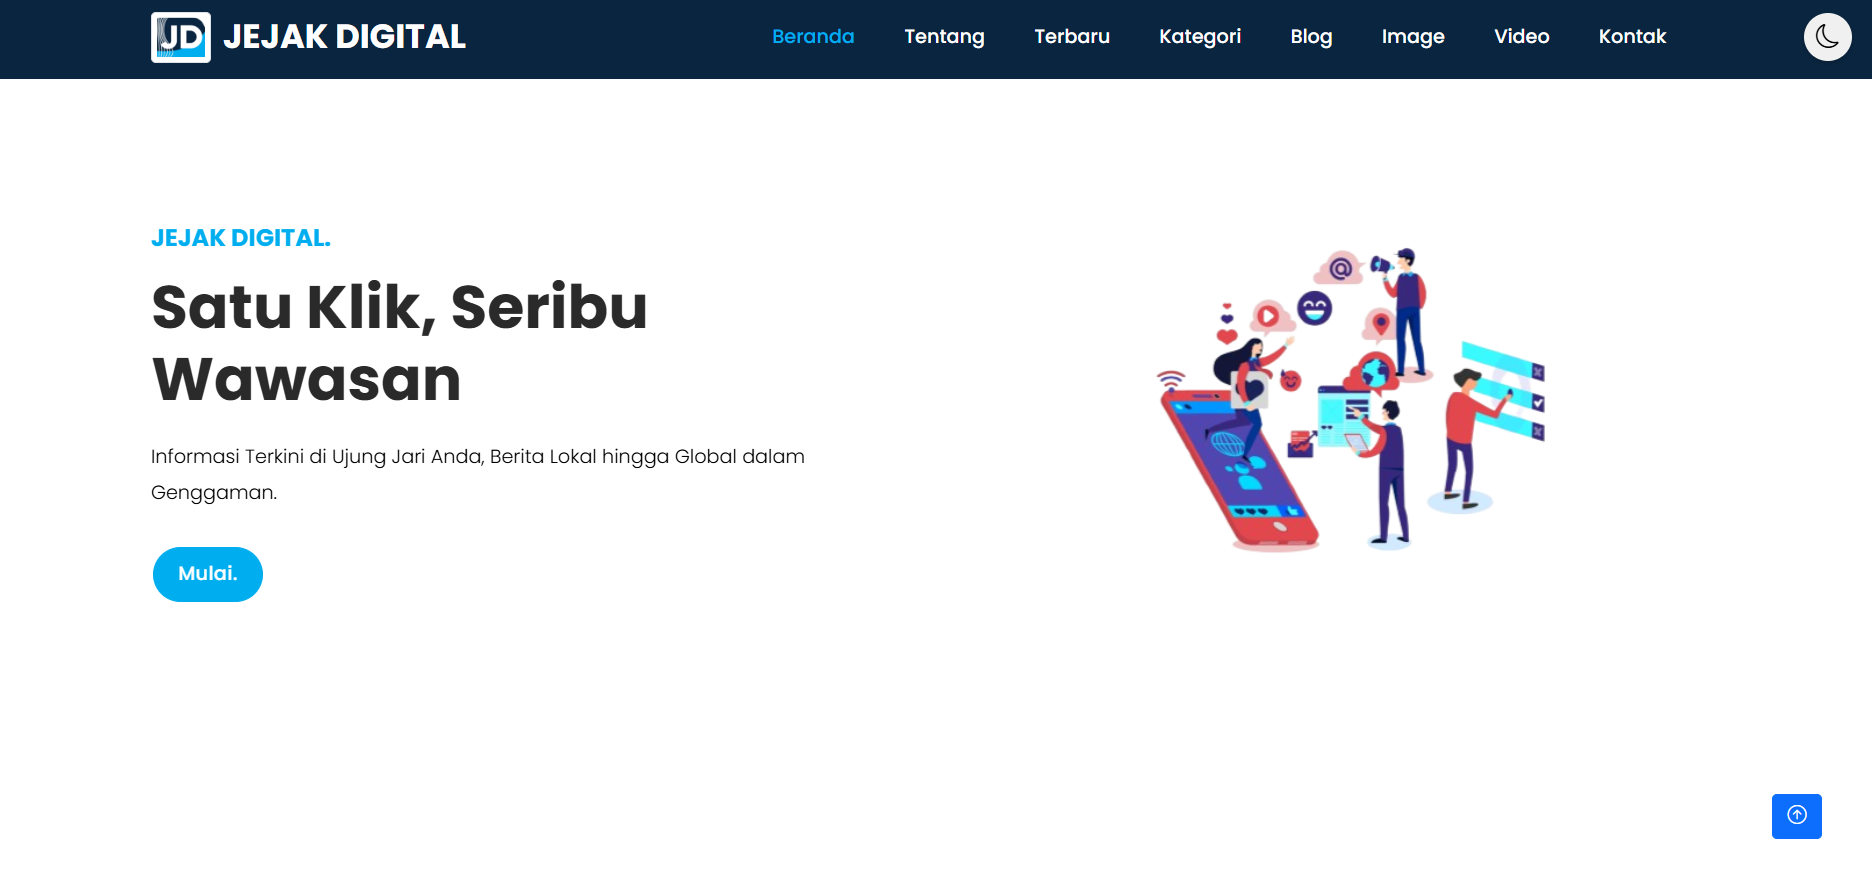 JD JEJAK DIGITAL
Beranda Tentang Terbaru Kategori Blog Image Video Kontak
JEJAK DIGITAL.
Satu Klik, Seribu
Wawasan
Informasi Terkini di Ujung Jari Anda, Berita Lokal hingga Global dalam
Genggaman.
Mulai.